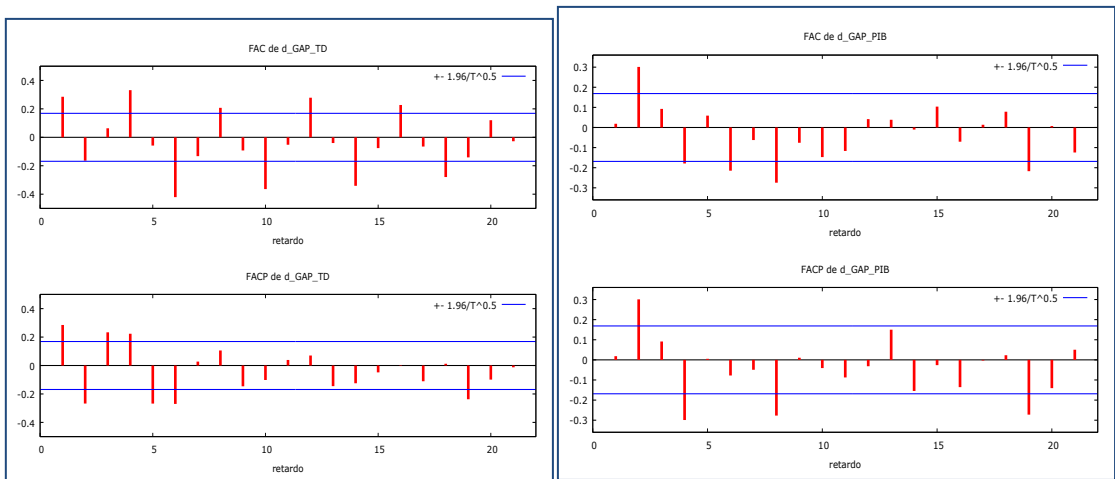 FAC de d_GAP_TD
+- 1.96/T^0.5
0.4
0.2
0
-0.2
-0.4
0 5 10 15 20
retardo
FACP de d_GAP_TD
+- 1.96/T^0.5
0.4
0.2
0
-0.2
-0.4
0 5 10 15 20
retardo
FAC de d_GAP_PIB
+- 1.96/T^0.5
0.3
0.2
0.1
0
-0.1
-0.2
-0.3
0 5 10 15 20
retardo
FACP de d_GAP_PIB
+- 1.96/T^0.5
0.3
0.2
0.1
0
-0.1
-0.2
-0.3
0 5 10 15 20
retardo